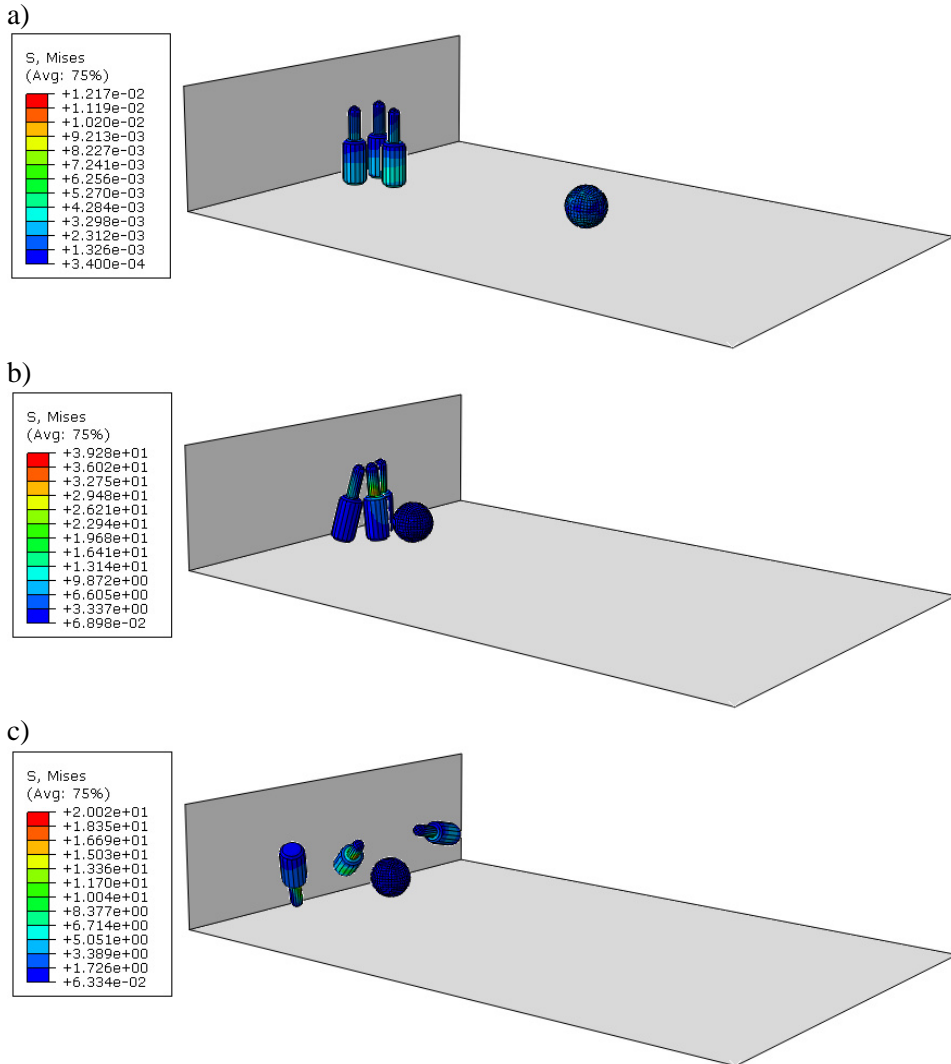 a)
S, Mises
(Avg: 75%)
+1.217e-02
+1.119e-02
+1.020e-02
+9.213e-03
+8.227e-03
+7.241e-03
+6.256e-03
+5.270e-03
+4.284e-03
+3.298e-03
+2.312e-03
+1.326e-03
+3.400e-04
b)
S, Mises
(Avg: 75%)
+3.928e+01
+3.602e+01
+3.275e+01
+2.948e+01
+2.621e+01
+2.294e+01
+1.968e+01
+1.641e+01
+1.314e+01
+9.872e+00
+6.605e+00
+3.337e+00
+6.898e-02
c)
S, Mises
(Avg: 75%)
+2.002e+01
+1.835e+01
+1.669e+01
+1.503e+01
+1.336e+01
+1.170e+01
+1.004e+01
+8.377e+00
+6.714e+00
+5.051e+00
+3.389e+00
+1.726e+00
+6.334e-02